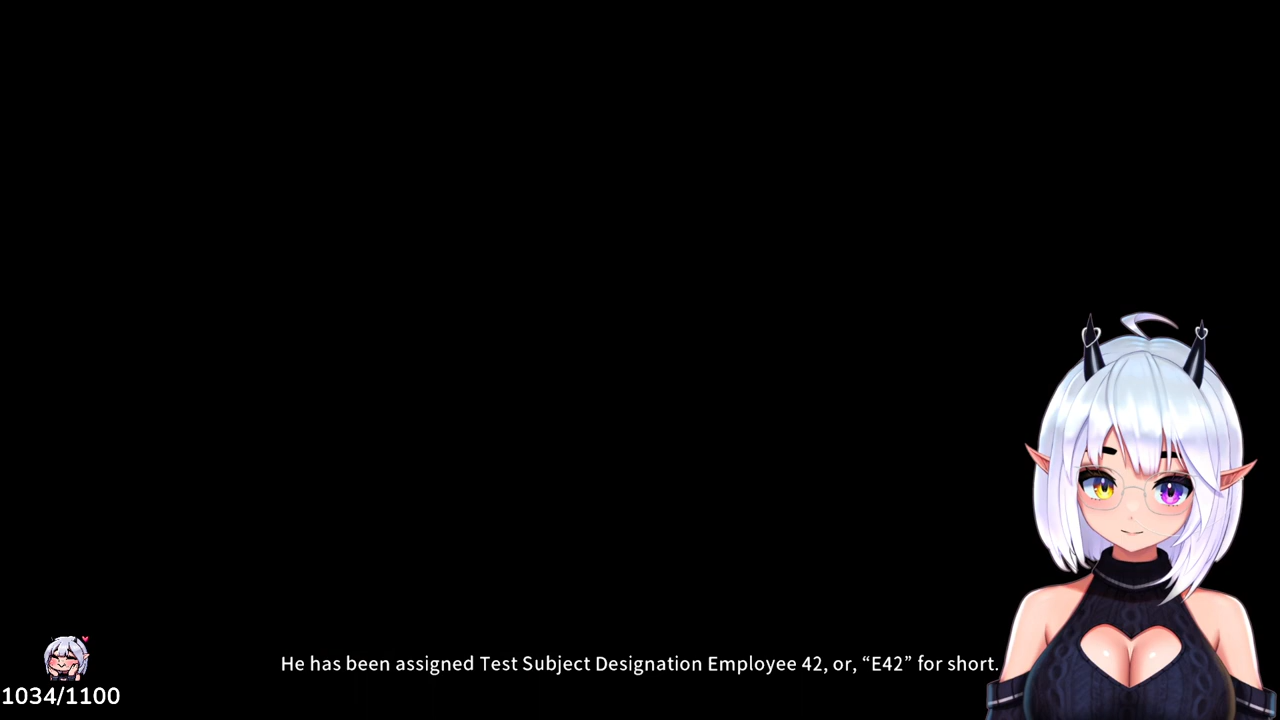 He has been assigned Test Subject Designation Employee 42, or, “E42” for short.
1034/1100